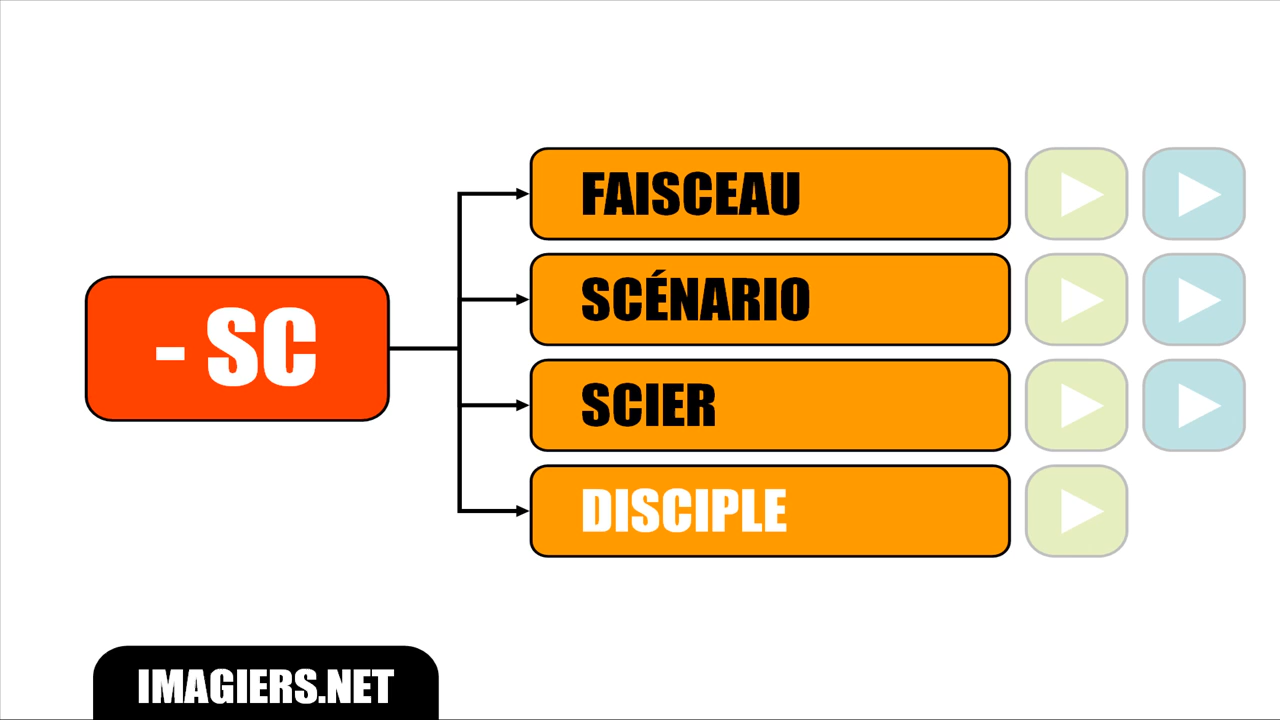 FAISCEAU
SCÉNARIO
- SC
SCIER
DISCIPLE
IMAGIERS.NET